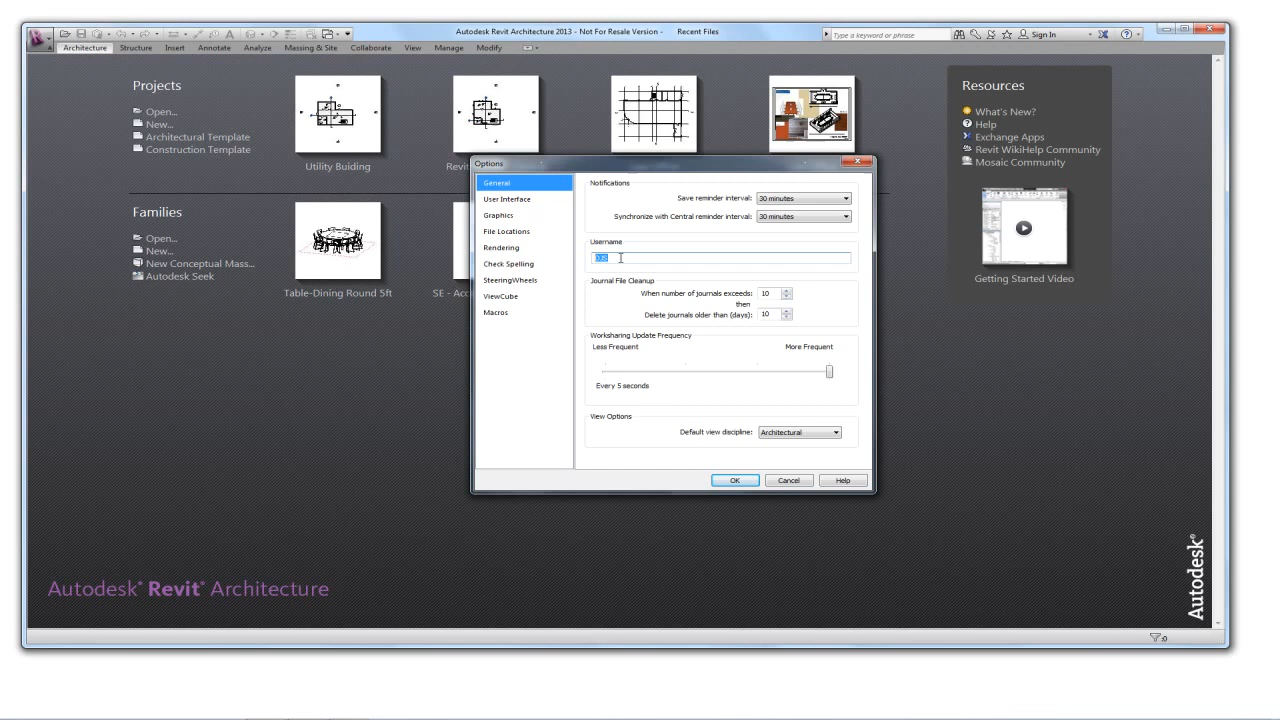 Autodesk Revit Architecture 2013 - Not For Resale Version - Recent Files
Type a keyword or phrase
Sign In
Architecture Structure Insert Annotate Analyze Massing & Site Collaborate View Manage Modify
Projects
Open...
New...
Architectural Template
Construction Template
Utility Buiding
Families
Open...
New...
New Conceptual Mass...
Autodesk Seek
Table-Dining Round 5ft
Resources
What's New?
Help
Exchange Apps
Revit WikiHelp Community
Mosaic Community
Getting Started Video
Options
General
User Interface
Graphics
File Locations
Rendering
Check Spelling
SteeringWheels
ViewCube
Macros
Notifications
Save reminder interval: 30 minutes
Synchronize with Central reminder interval: 30 minutes
Username
Journal File Cleanup
When number of journals exceeds: 10
then
Delete journals older than (days): 10
Worksharing Update Frequency
Less Frequent More Frequent
Every 5 seconds
View Options
Default view discipline: Architectural
OK Cancel Help
Autodesk® Revit® Architecture
Autodesk®
:0